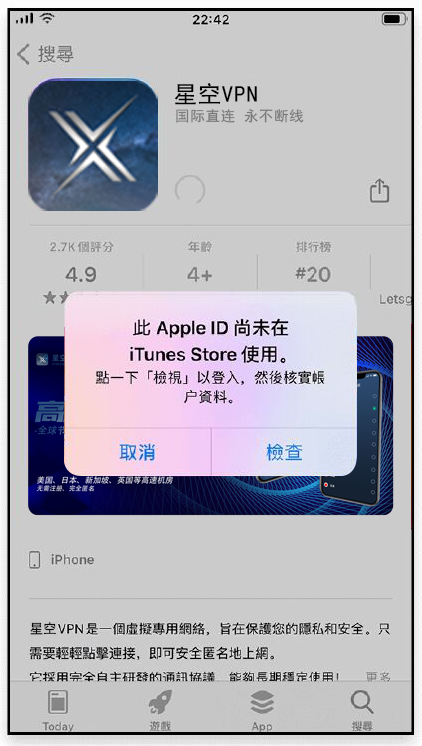 22:42
搜尋
星空VPN
国际直连 永不断线
2.7K 個評分
年齡
排行榜
4.9
4+
#20
Letsg
此 Apple ID 尚未在
iTunes Store 使用。
點一下「檢視」以登入，然後核實帳
户資料。
取消
檢查
星空
高
·全球节
美国、日本、新加坡、英国等高速机房
无需注册、完全匿名
iPhone
星空VPN是一個虛擬專用網絡，旨在保護您的隱私和安全。只
需要輕輕點擊連接，即可安全匿名地上網。
它採用完全自主研發的通訊協議，能夠長期穩定使用！
更多
Today
遊戲
App
搜尋